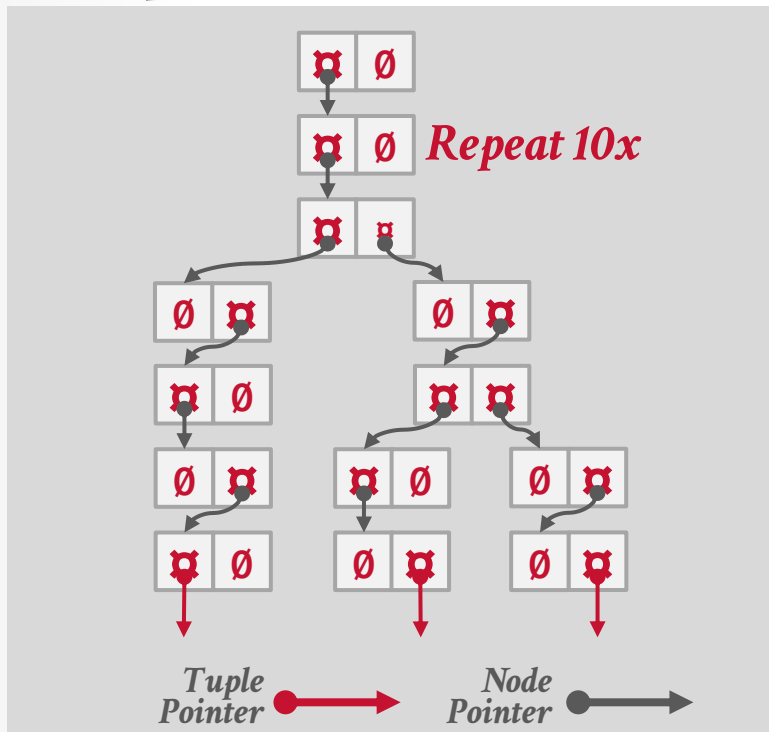 ¤ Ø
¤ Ø
Repeat 10x
¤ ¤
Ø ¤ Ø ¤
¤ Ø ¤ ¤
Ø ¤ ¤ Ø Ø ¤
¤ Ø Ø ¤ Ø ¤
Tuple
Pointer
Node
Pointer